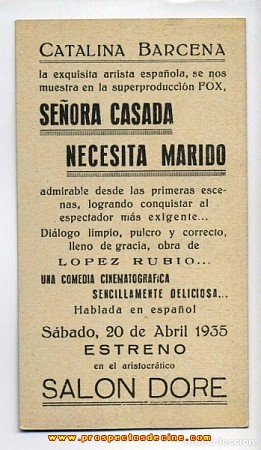 CATALINA BARCENA
la exquisita artista española, se nos
muestra en la superproducción FOX,
SEÑORA CASADA
NECESITA MARIDO
admirable desde las primeras esce-
nas, logrando conquistar al
espectador más exigente...
Diálogo limpio, pulcro y correcto,
lleno de gracia, obra de
LOPEZ RUBIO...
UNA COMEDIA CINEMATOGRAFICA
SENCILLAMENTE DELICIOSA...
Hablada en español
Sábado, 20 de Abril 1935
ESTRENO
en el aristocrático
SALON DORE
www.prospectosdecine.com